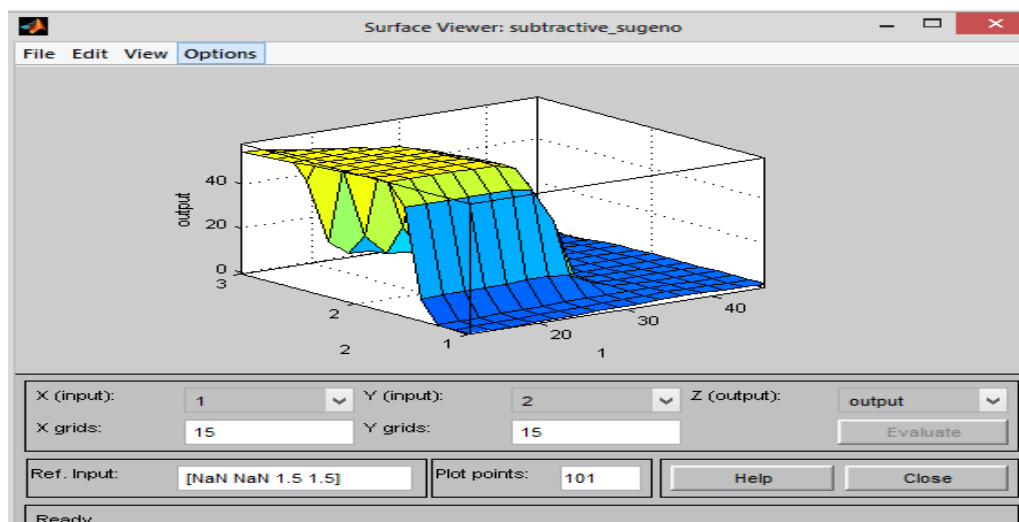 Surface Viewer: subtractive_sugeno
File Edit View Options
output
40
20
0
3
2
1
2
20
30
40
1
X (input): 1 Y (input): 2 Z (output): output
X grids: 15 Y grids: 15 Evaluate
Ref. Input: [NaN NaN 1.5 1.5] Plot points: 101 Help Close
Ready